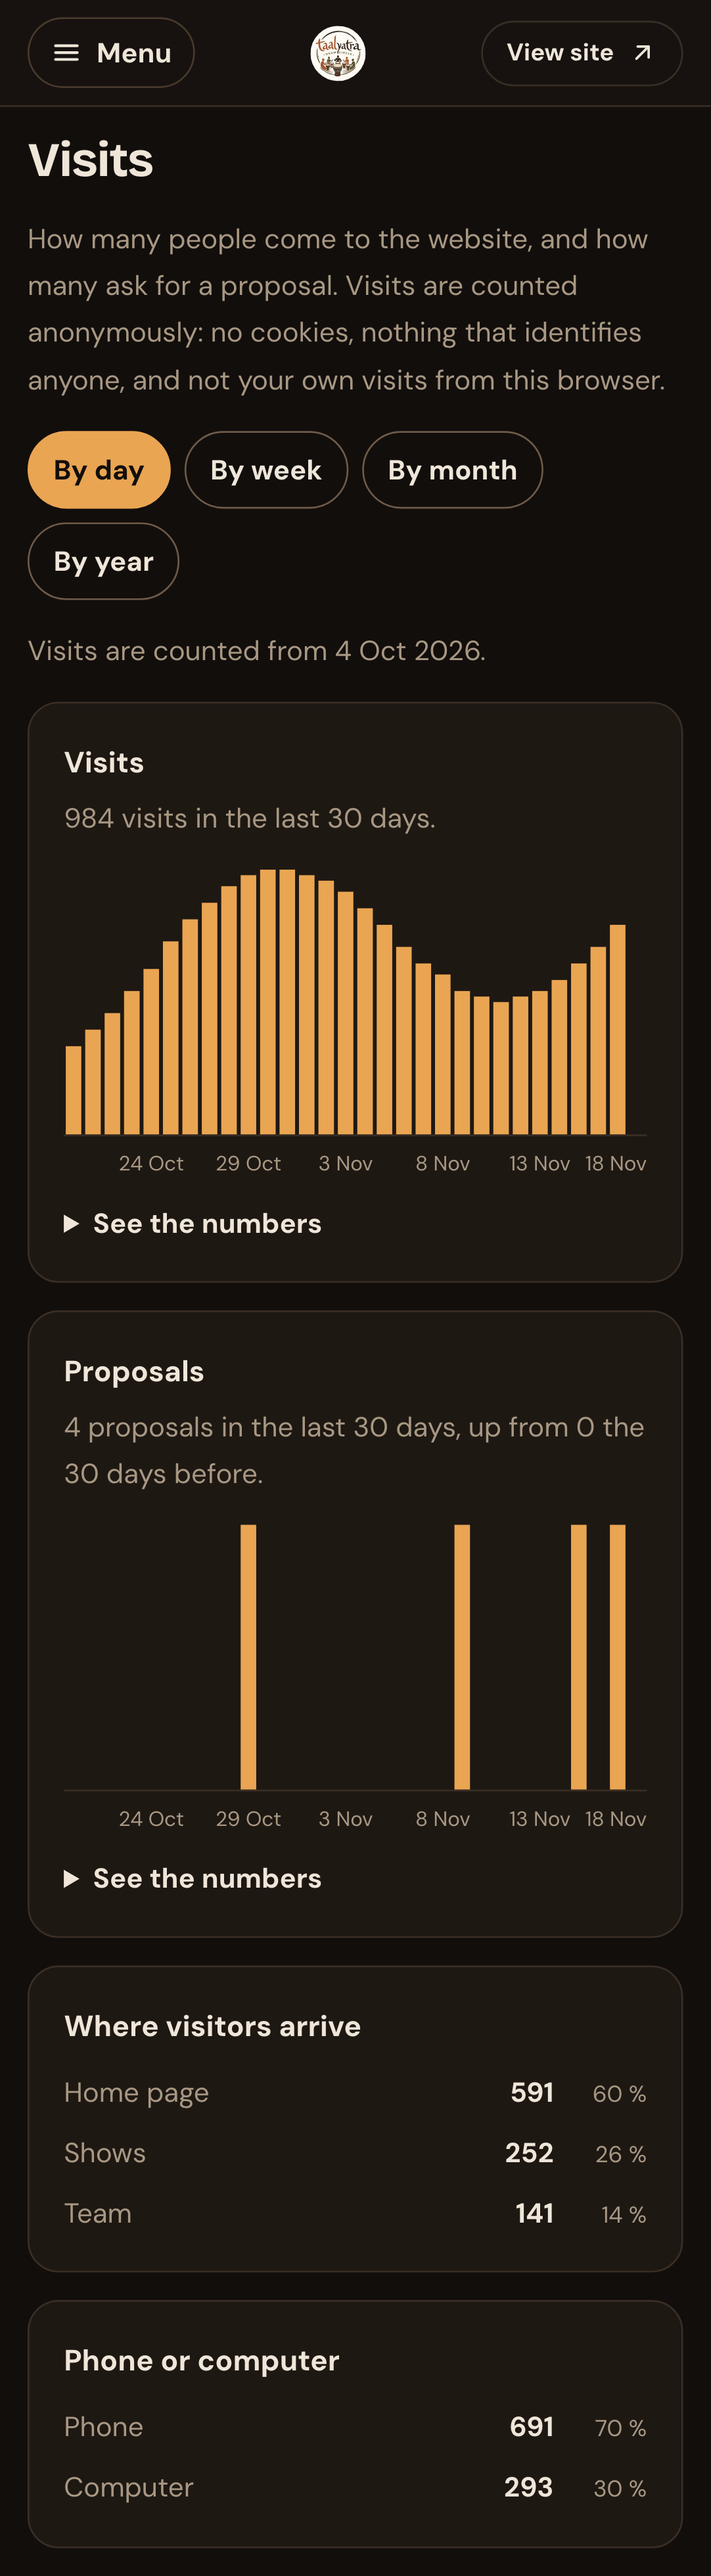 Menu
taalyatra
View site
Visits
How many people come to the website, and how
many ask for a proposal. Visits are counted
anonymously: no cookies, nothing that identifies
anyone, and not your own visits from this browser.
By day By week By month
By year
Visits are counted from 4 Oct 2026.
Visits
984 visits in the last 30 days.
24 Oct 29 Oct 3 Nov 8 Nov 13 Nov 18 Nov
See the numbers
Proposals
4 proposals in the last 30 days, up from 0 the
30 days before.
24 Oct 29 Oct 3 Nov 8 Nov 13 Nov 18 Nov
See the numbers
Where visitors arrive
Home page 591 60 %
Shows 252 26 %
Team 141 14 %
Phone or computer
Phone 691 70 %
Computer 293 30 %